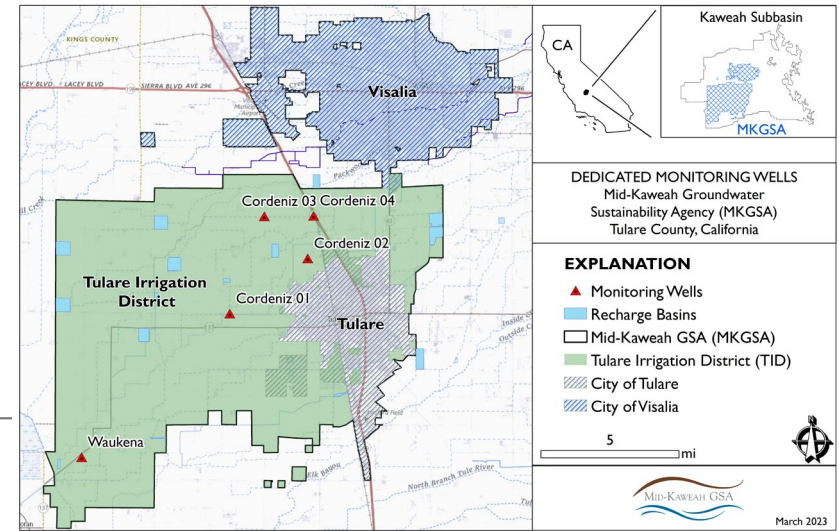 KINGS COUNTY
LACEY BLVD
SIERRA BLVD AVE 296
Visalia
Cordeniz 03
Cordeniz 04
Cordeniz 02
Tulare Irrigation
District
Cordeniz 01
Tulare
Waukena
Elk Bayou
North Branch Tule River
CA
Kaweah Subbasin
MKGSA
DEDICATED MONITORING WELLS
Mid-Kaweah Groundwater
Sustainability Agency (MKGSA)
Tulare County, California
EXPLANATION
Monitoring Wells
Recharge Basins
Mid-Kaweah GSA (MKGSA)
Tulare Irrigation District (TID)
City of Tulare
City of Visalia
5
mi
MID-KAWEAH GSA
March 2023